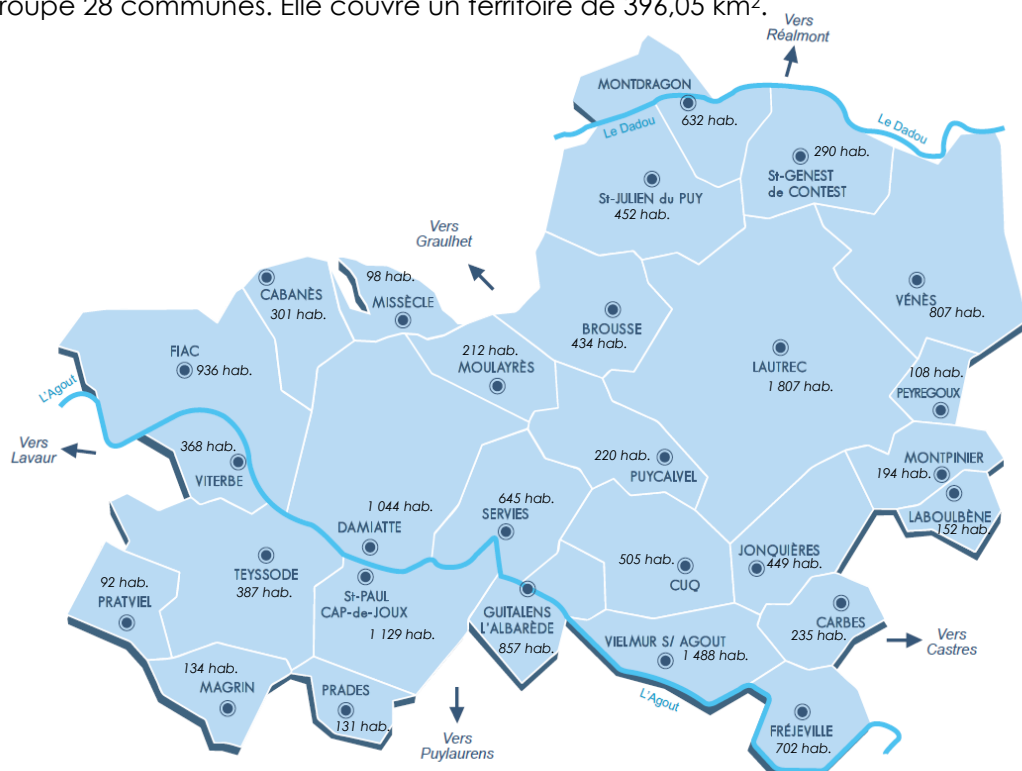 roupe 28 communes. Elle couvre un territoire de 396,05 km².
Vers
Réalmont
MONTDRAGON
632 hab.
Le Dadou
Le Dadou
290 hab.
St-GENEST
de CONTEST
St-JULIEN du PUY
452 hab.
Vers
Graulhet
98 hab.
MISSÈCLE
CABANÈS
301 hab.
VÉNÈS
807 hab.
BROUSSE
434 hab.
212 hab.
MOULAYRÈS
FIAC
936 hab.
LAUTREC
1 807 hab.
108 hab.
PEYREGOUX
L'Agout
Vers
Lavaur
368 hab.
VITERBE
220 hab.
PUYCALVEL
MONTPINIER
194 hab.
LABOULBÈNE
152 hab.
645 hab.
SERVIES
1 044 hab.
DAMIATTE
505 hab.
CUQ
JONQUIÈRES
449 hab.
TEYSSODE
387 hab.
92 hab.
PRATVIEL
St-PAUL
CAP-de-JOUX
1 129 hab.
GUITALENS
L'ALBARÈDE
857 hab.
CARBES
235 hab.
Vers
Castres
VIELMUR S/ AGOUT
1 488 hab.
134 hab.
MAGRIN
PRADES
131 hab.
L'Agout
Vers
Puylaurens
FRÉJEVILLE
702 hab.